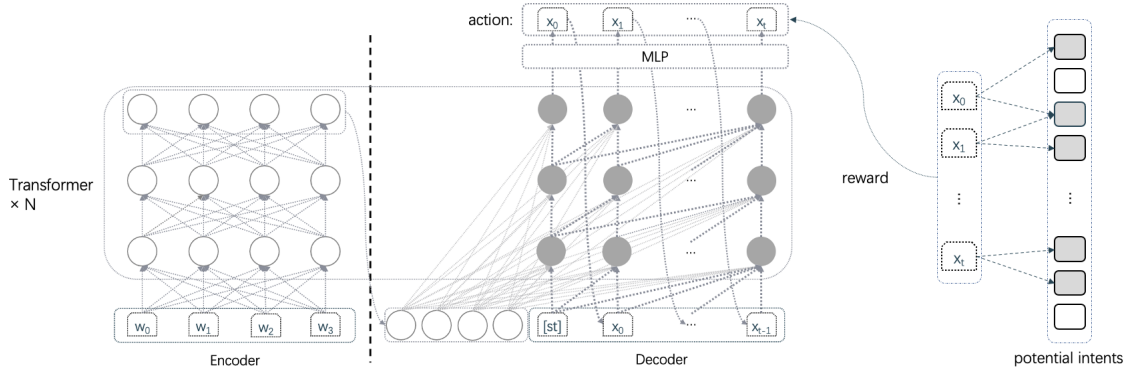 action: x0 x1 ... xt
MLP
... 
x0
x1
Transformer
× N
...
reward
⋮ ⋮
...
xt
w0 w1 w2 w3 [st] x0 ... xt-1
Encoder Decoder potential intents